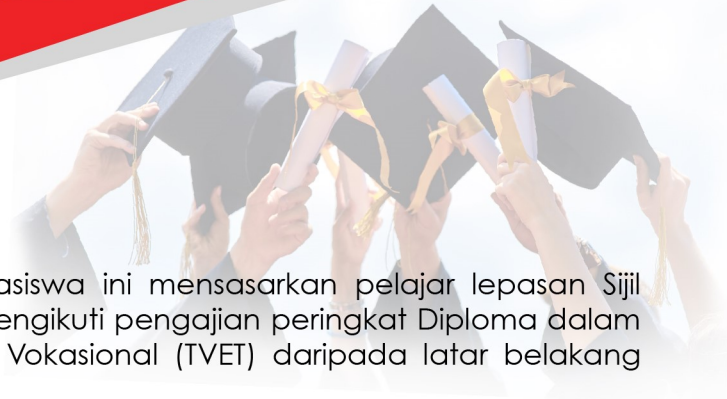 asiswa ini mensasarkan pelajar lepasan Sijil
engikuti pengajian peringkat Diploma dalam
Vokasional (TVET) daripada latar belakang